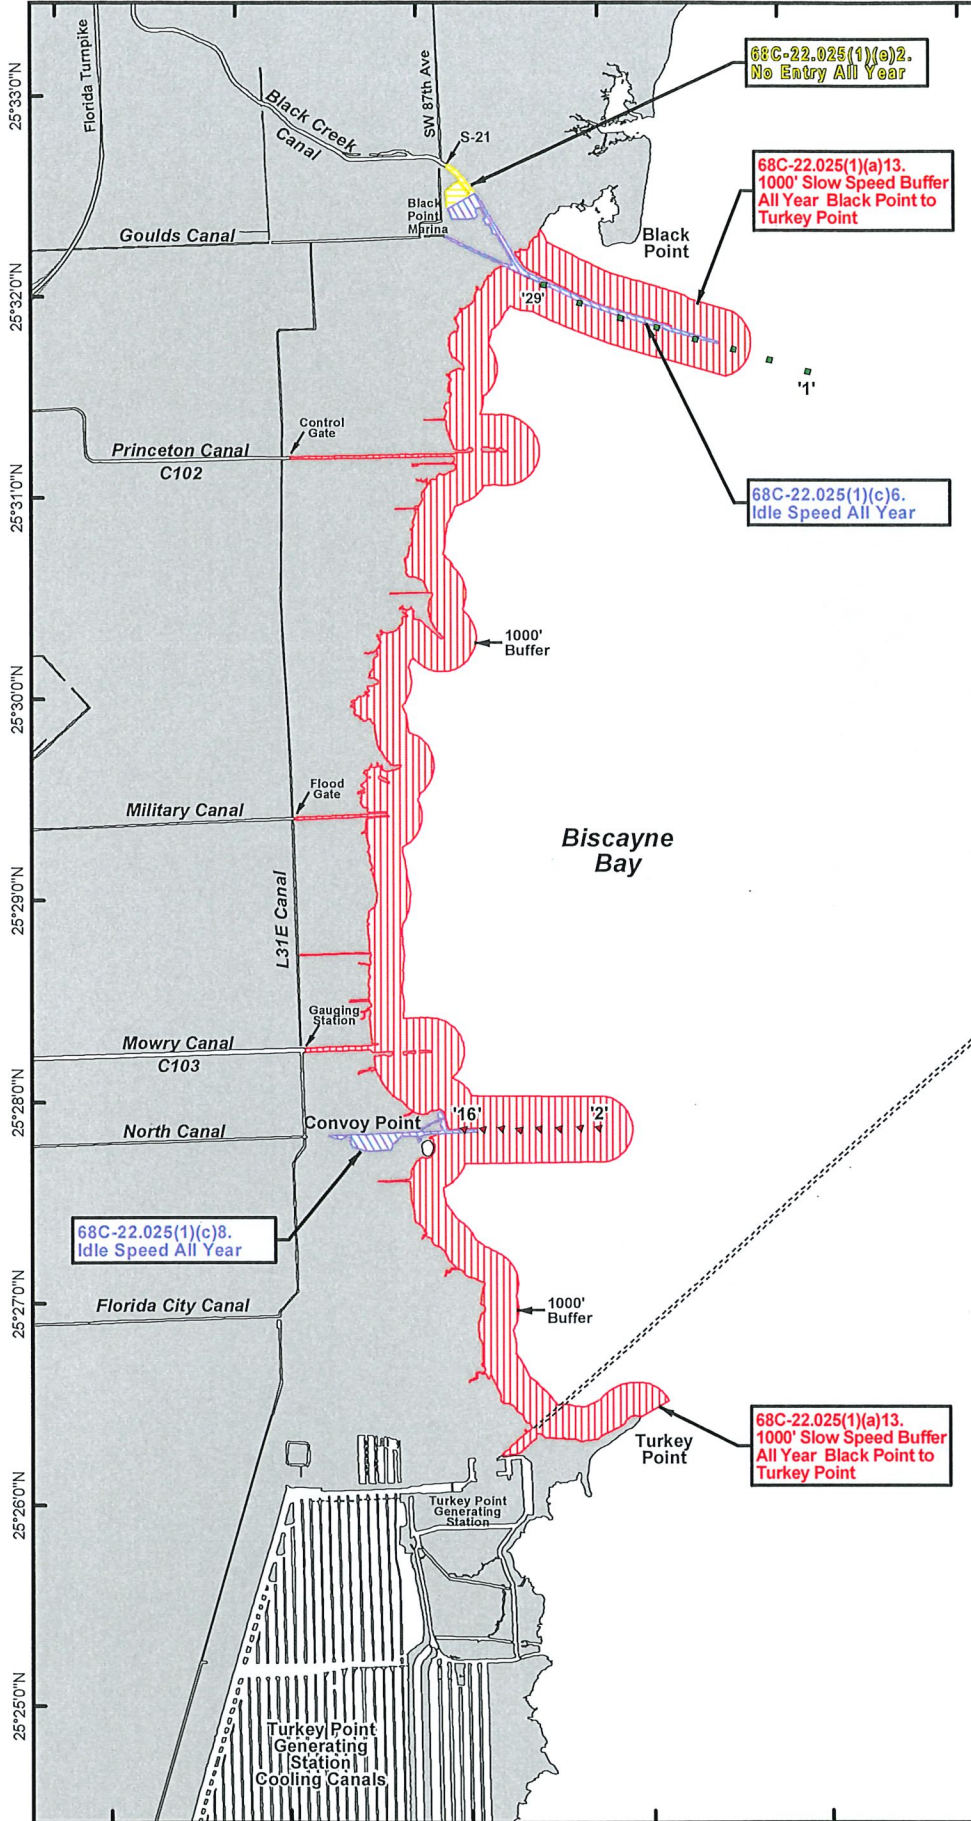 Florida Turnpike
25°33'0"N
SW 87th Ave
68C-22.025(1)(e)2.
No Entry All Year
Black Creek
Canal
S-21
68C-22.025(1)(a)13.
1000' Slow Speed Buffer
All Year Black Point to
Turkey Point
Black
Point
Marina
Goulds Canal
Black
Point
25°32'0"N
'29'
'1'
Control
Gate
Princeton Canal
C102
25°31'0"N
68C-22.025(1)(c)6.
Idle Speed All Year
1000'
Buffer
25°30'0"N
Flood
Gate
Military Canal
Biscayne
Bay
25°29'0"N
L31E Canal
Gauging
Station
Mowry Canal
C103
25°28'0"N
North Canal
Convoy Point
'16'
'2'
68C-22.025(1)(c)8.
Idle Speed All Year
25°27'0"N
Florida City Canal
1000'
Buffer
68C-22.025(1)(a)13.
1000' Slow Speed Buffer
All Year Black Point to
Turkey Point
Turkey
Point
25°26'0"N
Turkey Point
Generating
Station
25°25'0"N
Turkey Point
Generating
Station
Cooling Canals